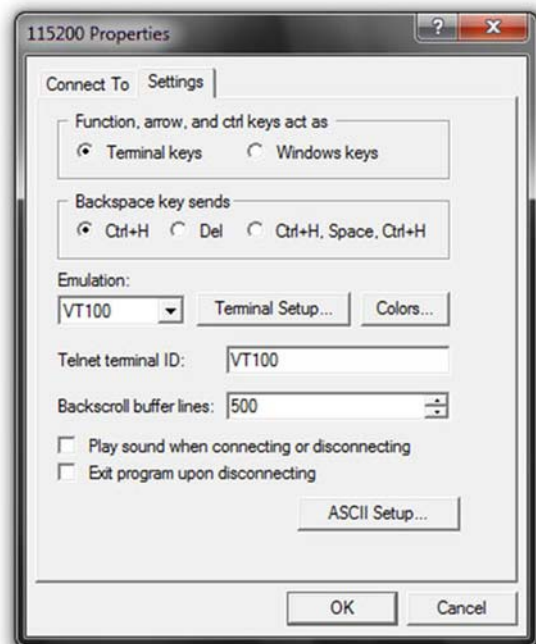 115200 Properties
Connect To Settings
Function, arrow, and ctrl keys act as
Terminal keys Windows keys
Backspace key sends
Ctrl+H Del Ctrl+H, Space, Ctrl+H
Emulation:
VT100 Terminal Setup... Colors...
Telnet terminal ID: VT100
Backscroll buffer lines: 500
Play sound when connecting or disconnecting
Exit program upon disconnecting
ASCII Setup...
OK Cancel